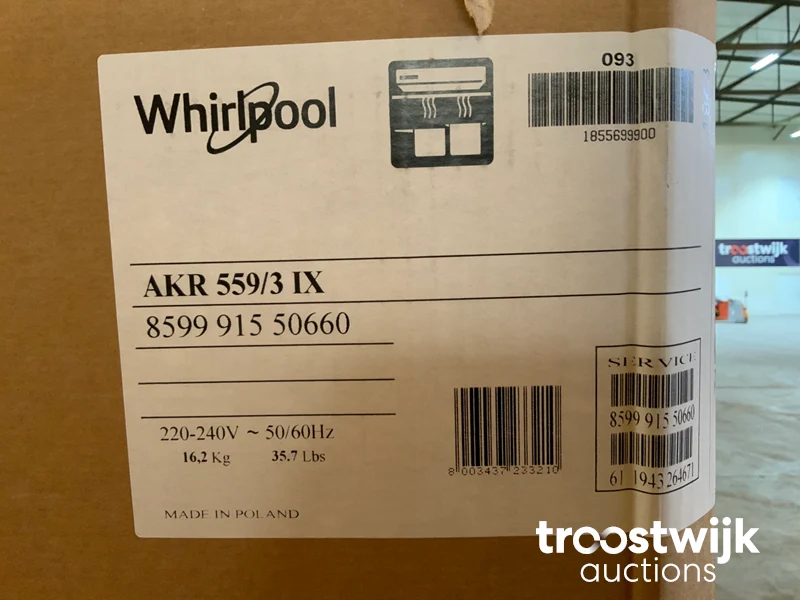 Whirlpool
093
1855699900
AKR 559/3 IX
8599 915 50660
220-240V ~ 50/60Hz
16,2 Kg 35.7 Lbs
MADE IN POLAND
8 003437 233210
SERVICE
8599 915 50660
61 1943 264671
troostwijk
auctions
troostwijk
auctions